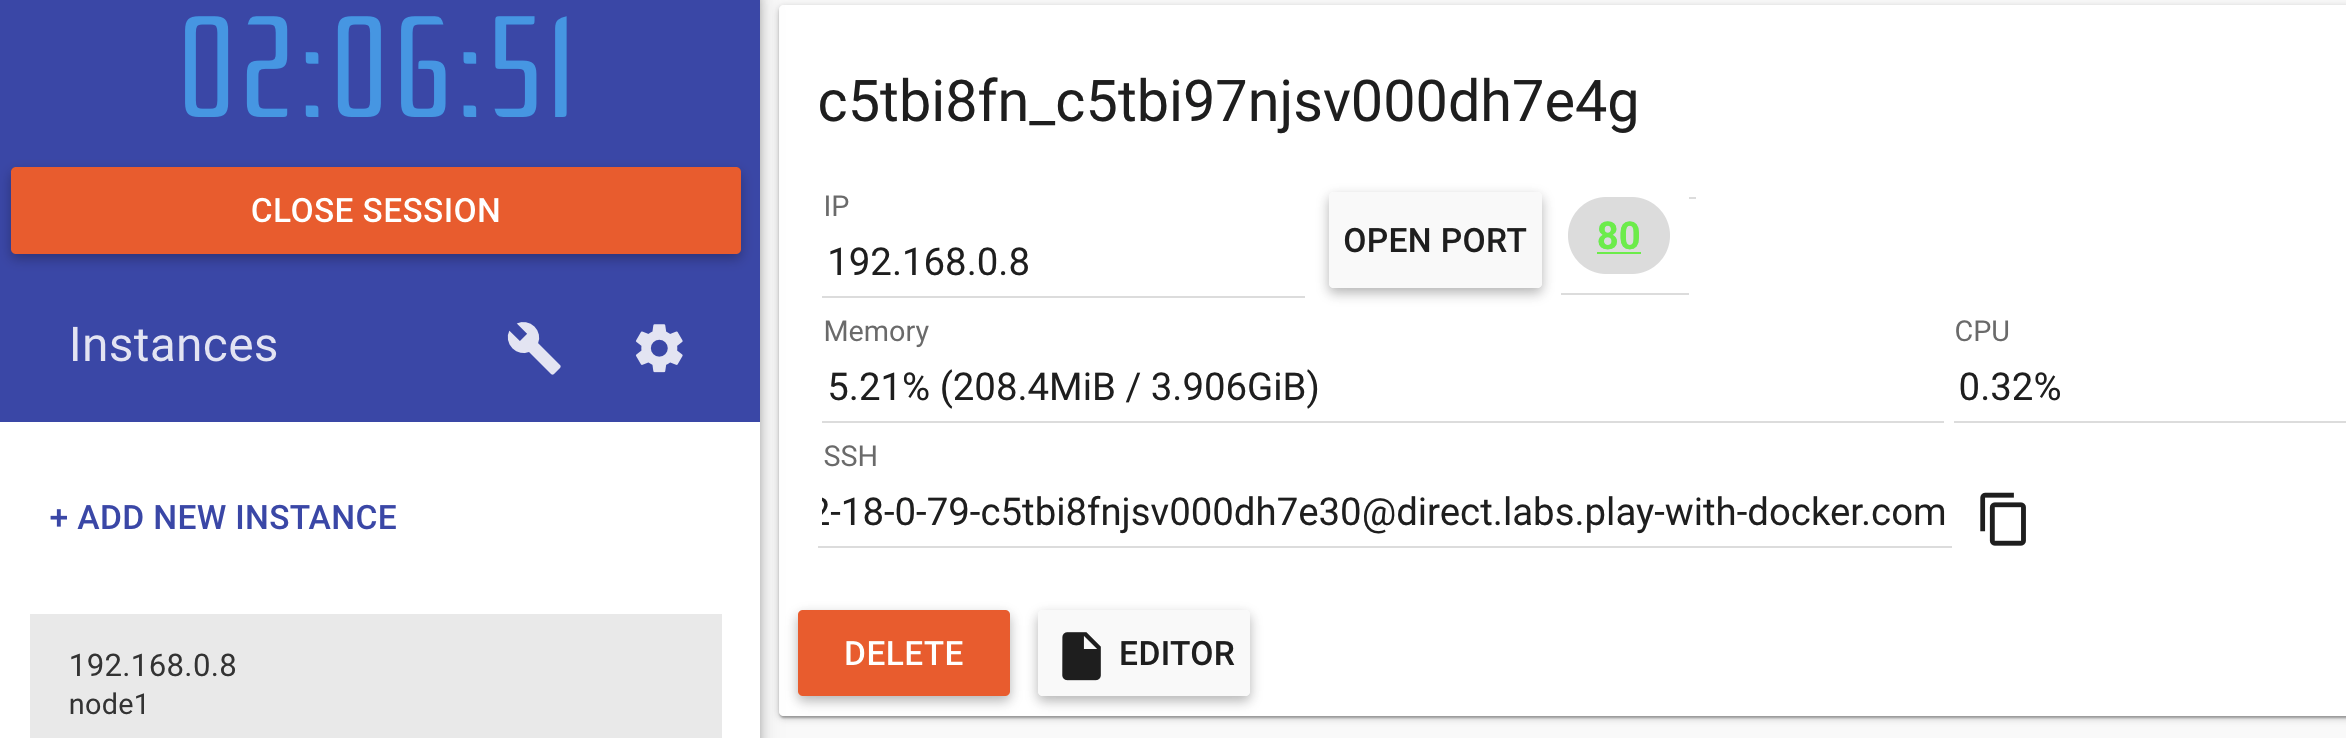 02:06:51
CLOSE SESSION
Instances
+ ADD NEW INSTANCE
192.168.0.8
node1
c5tbi8fn_c5tbi97njsv000dh7e4g
IP
192.168.0.8
OPEN PORT
80
Memory
5.21% (208.4MiB / 3.906GiB)
CPU
0.32%
SSH
-18-0-79-c5tbi8fnjsv000dh7e30@direct.labs.play-with-docker.com
DELETE
EDITOR